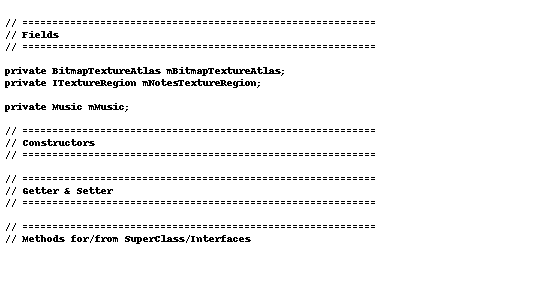 // ===========================================================
// Fields
// ===========================================================
private BitmapTextureAtlas mBitmapTextureAtlas;
private ITextureRegion mNotesTextureRegion;
private Music mMusic;
// ===========================================================
// Constructors
// ===========================================================
// ===========================================================
// Getter & Setter
// ===========================================================
// ===========================================================
// Methods for/from SuperClass/Interfaces